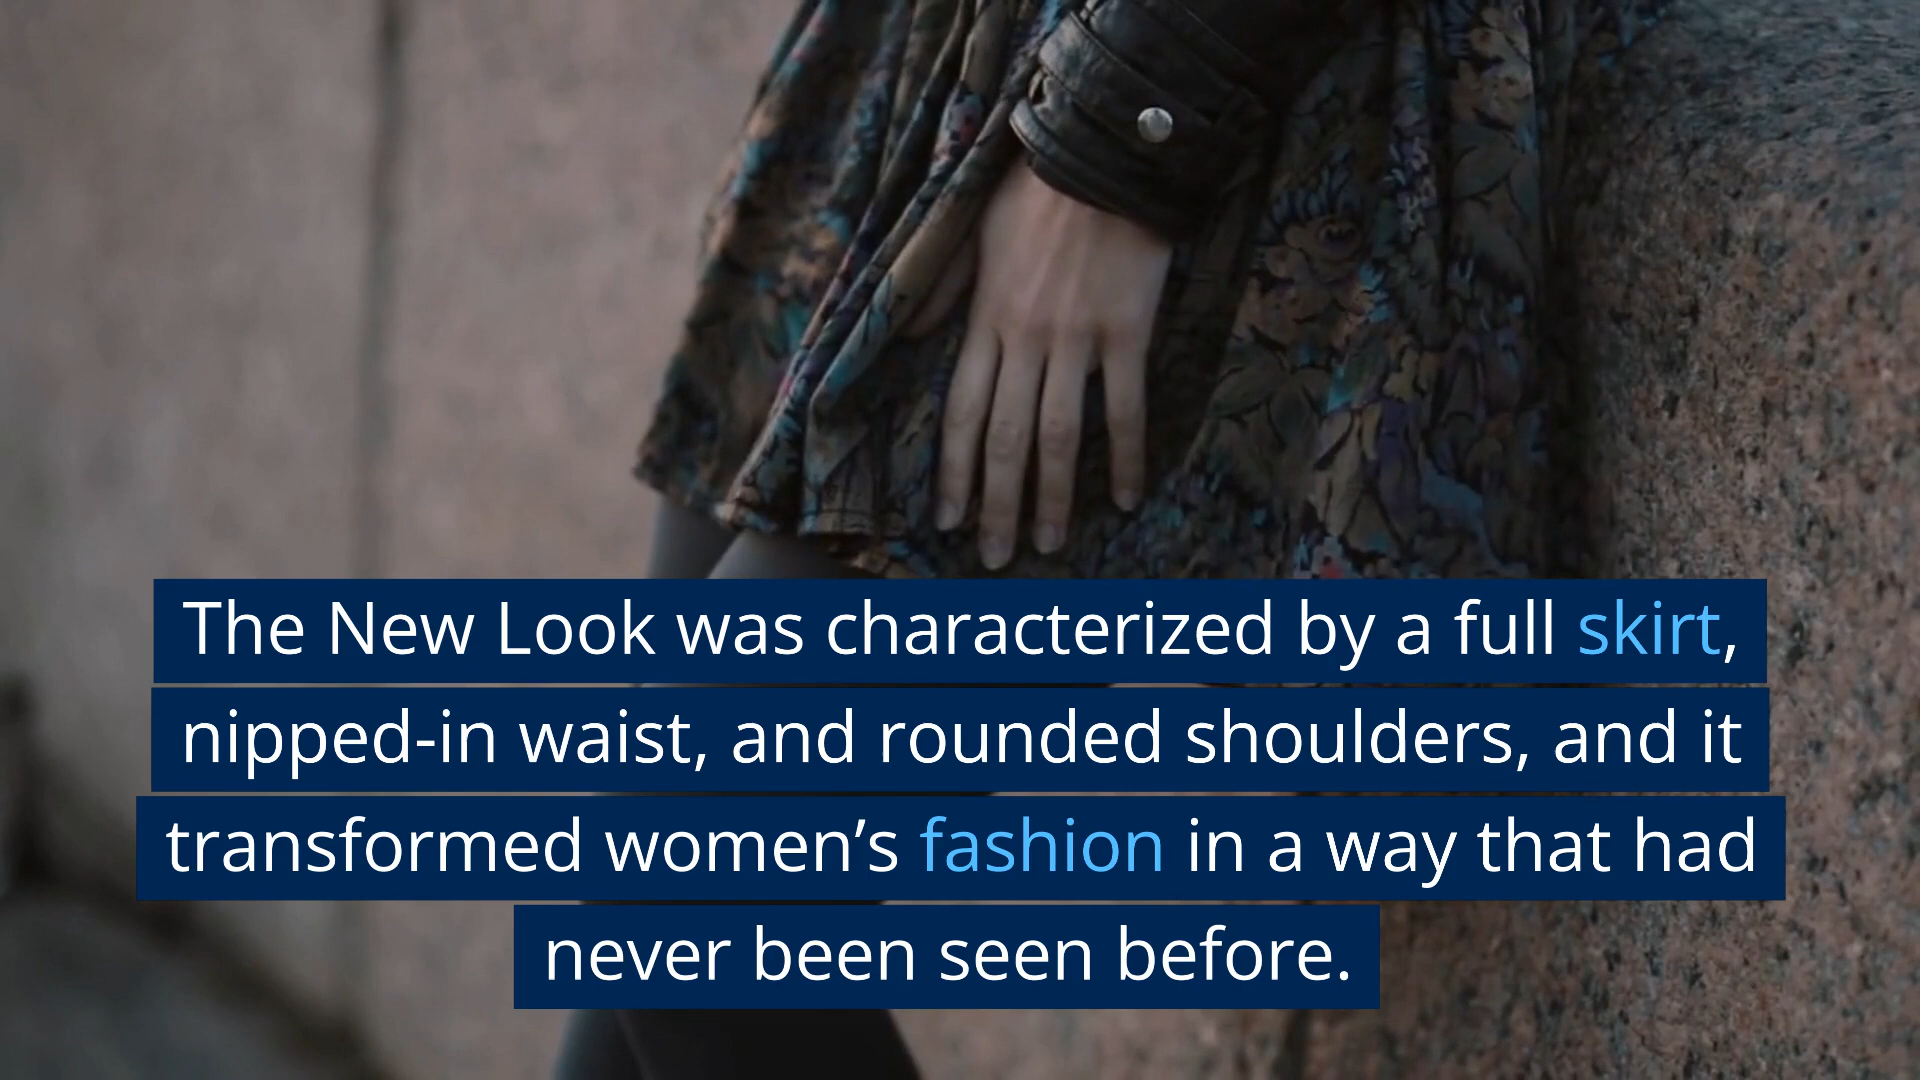 The New Look was characterized by a full skirt,
nipped-in waist, and rounded shoulders, and it
transformed women’s fashion in a way that had
never been seen before.